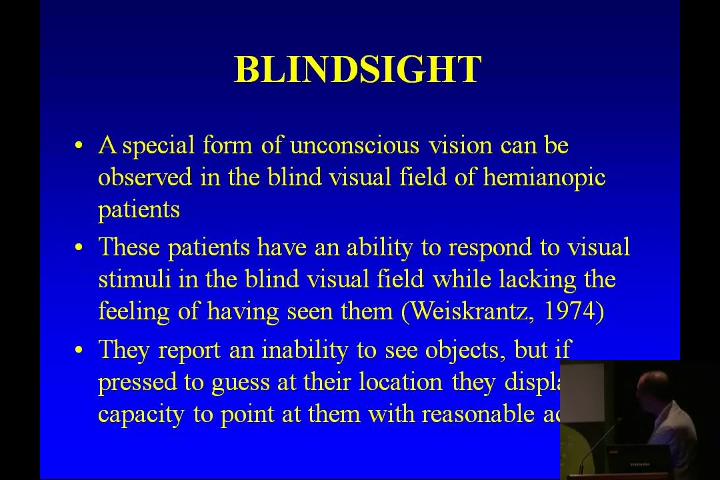 BLINDSIGHT
• A special form of unconscious vision can be
observed in the blind visual field of hemianopic
patients
• These patients have an ability to respond to visual
stimuli in the blind visual field while lacking the
feeling of having seen them (Weiskrantz, 1974)
• They report an inability to see objects, but if
pressed to guess at their location they displa
capacity to point at them with reasonable ac